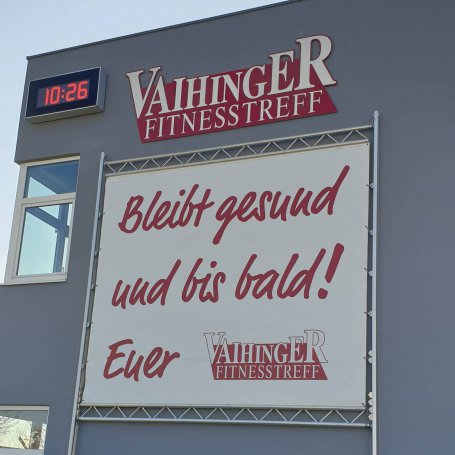 10:26
VAIHINGER
FITNESSTREFF
Bleibt gesund
und bis bald!
Euer VAIHINGER
FITNESSTREFF